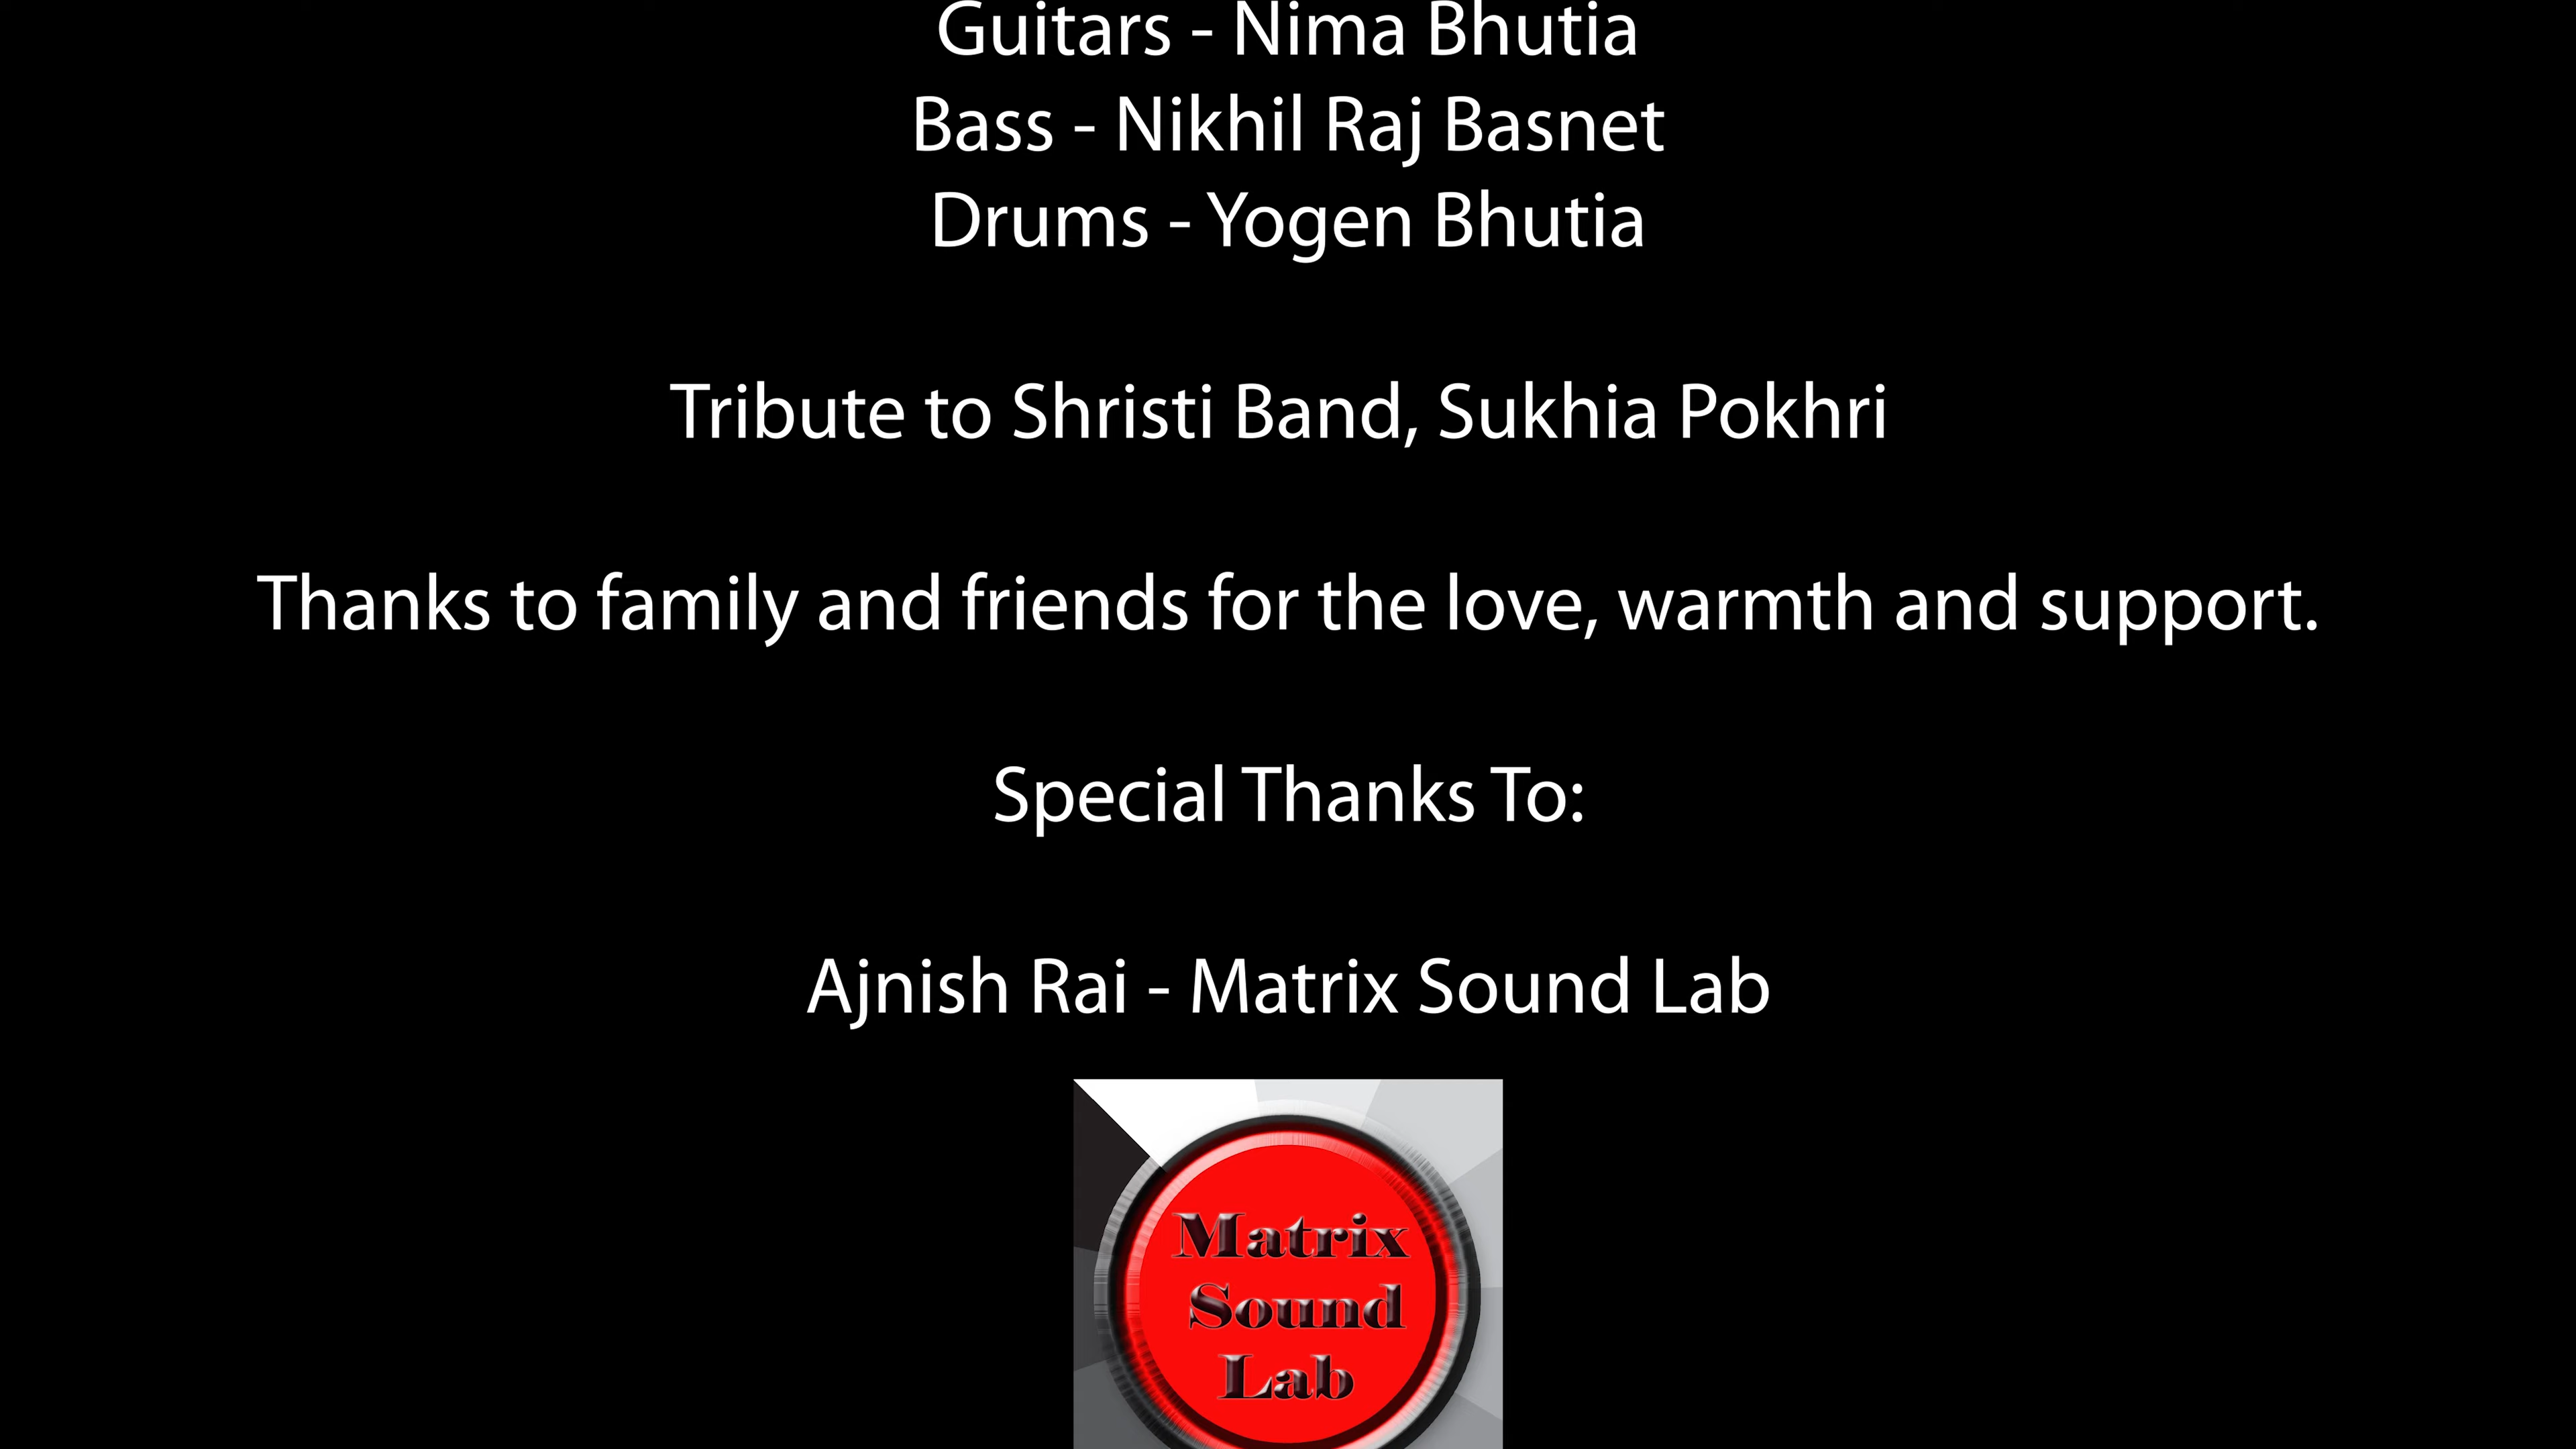 Guitars - Nima Bhutia
Bass - Nikhil Raj Basnet
Drums - Yogen Bhutia
Tribute to Shristi Band, Sukhia Pokhri
Thanks to family and friends for the love, warmth and support.
Special Thanks To:
Ajnish Rai - Matrix Sound Lab
Matrix
Sound
Lab